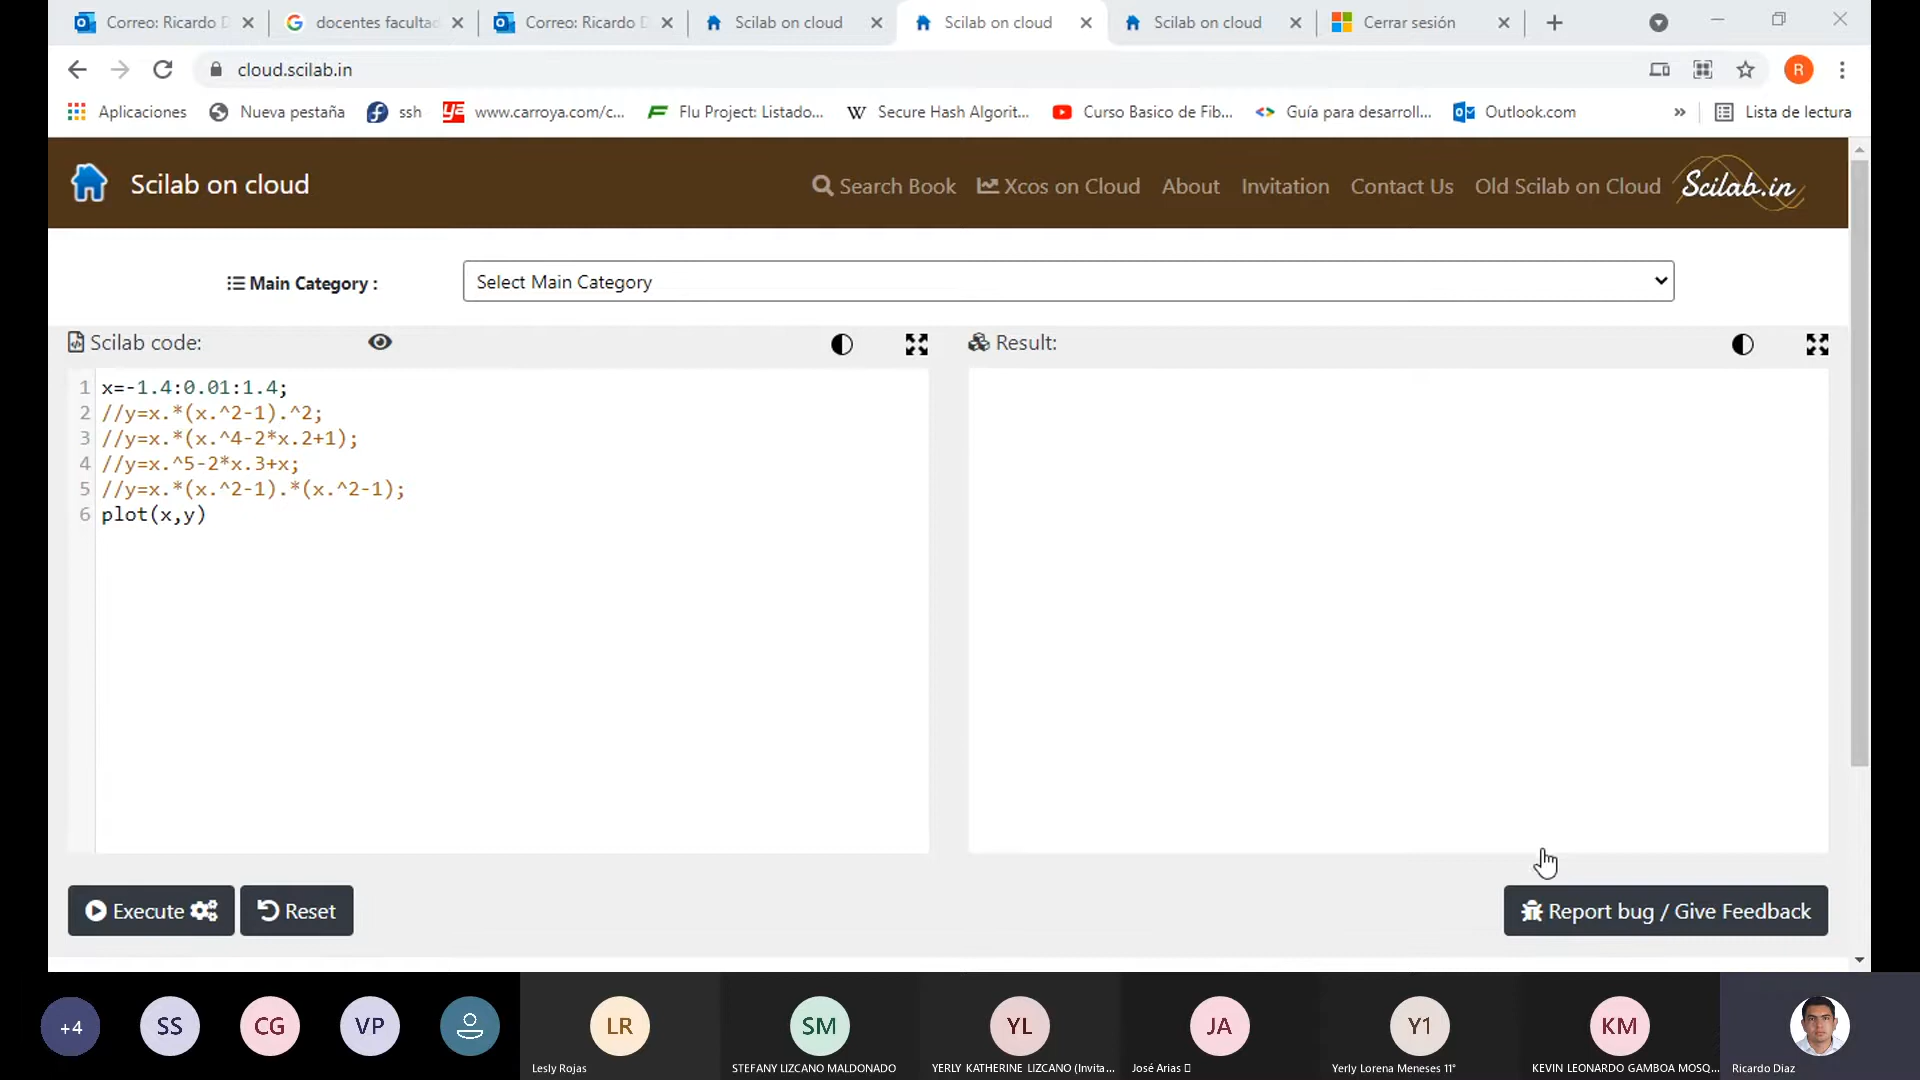 Correo: Ricardo D
docentes facultad
Correo: Ricardo D
Scilab on cloud
Scilab on cloud
Scilab on cloud
Cerrar sesión
cloud.scilab.in
R
Aplicaciones
Nueva pestaña
ssh
www.carroya.com/c...
Flu Project: Listado...
Secure Hash Algorit...
Curso Basico de Fib...
Guía para desarroll...
Outlook.com
»
Lista de lectura
Scilab on cloud
Search Book
Xcos on Cloud
About
Invitation
Contact Us
Old Scilab on Cloud
Scilab.in
Main Category :
Select Main Category
Scilab code:
Result:
1 x=-1.4:0.01:1.4;
2 //y=x.*(x.^2-1).^2;
3 //y=x.*(x.^4-2*x.2+1);
4 //y=x.^5-2*x.3+x;
5 //y=x.*(x.^2-1).*(x.^2-1);
6 plot(x,y)
Execute
Reset
Report bug / Give Feedback
+4
SS
CG
VP
LR
SM
YL
JA
Y1
KM
Lesly Rojas
STEFANY LIZCANO MALDONADO
YERLY KATHERINE LIZCANO (Invita...
José Arias
Yerly Lorena Meneses 11°
KEVIN LEONARDO GAMBOA MOSQ...
Ricardo Diaz